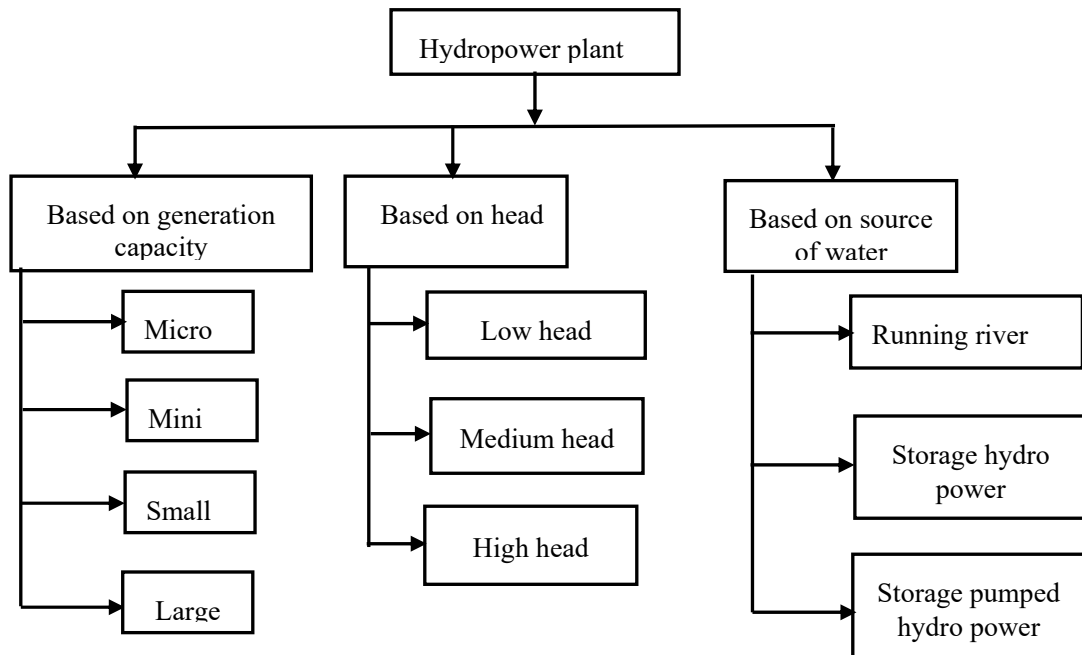 Hydropower plant
Based on generation
capacity
Micro
Mini
Small
Large
Based on head
Low head
Medium head
High head
Based on source
of water
Running river
Storage hydro
power
Storage pumped
hydro power